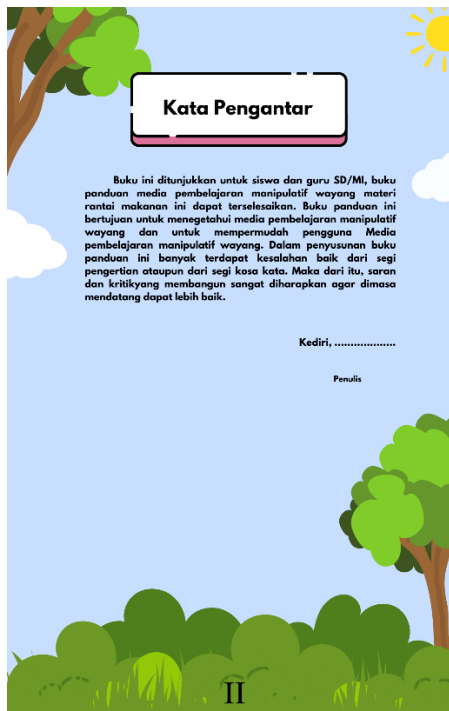 Kata Pengantar
Buku ini ditunjukkan untuk siswa dan guru SD/MI, buku
panduan media pembelajaran manipulatif wayang materi
rantai makanan ini dapat terselesaikan. Buku panduan ini
bertujuan untuk menegetahui media pembelajaran manipulatif
wayang dan untuk mempermudah pengguna Media
pembelajaran manipulatif wayang. Dalam penyusunan buku
panduan ini banyak terdapat kesalahan baik dari segi
pengertian ataupun dari segi kosa kata. Maka dari itu, saran
dan kritikyang membangun sangat diharapkan agar dimasa
mendatang dapat lebih baik.
Kediri, ...................
Penulis
II